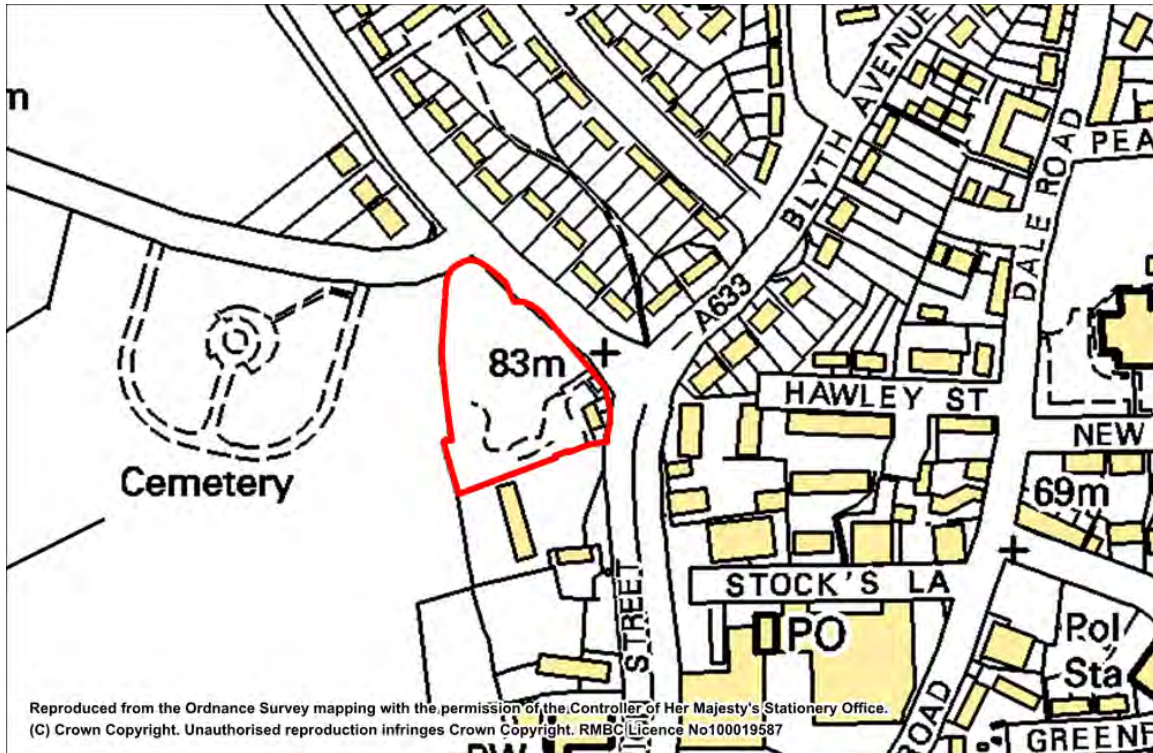 m
BLYTH AVENUE
PEA
DALE ROAD
A633
83m
HAWLEY ST
NEW
Cemetery
69m
STOCK'S LA
STREET
PO
Pol
Sta
ROAD
GREENF
PW
Reproduced from the Ordnance Survey mapping with the permission of the Controller of Her Majesty's Stationery Office.
(C) Crown Copyright. Unauthorised reproduction infringes Crown Copyright. RMBC Licence No100019587